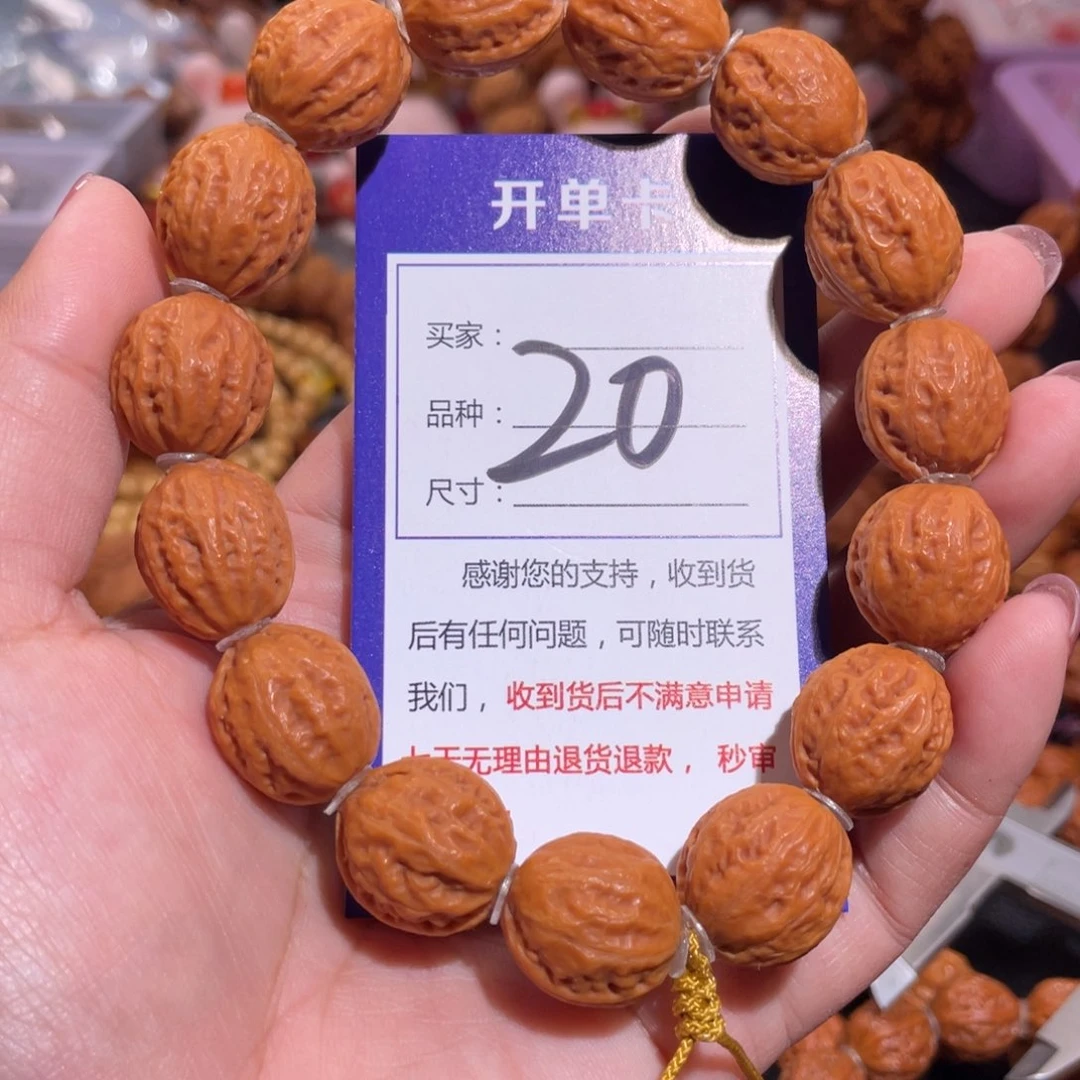 开单卡
买家：
20
品种：
尺寸：
感谢您的支持，收到货
后有任何问题，可随时联系
我们，收到货后不满意申请
七天无理由退货退款，秒审